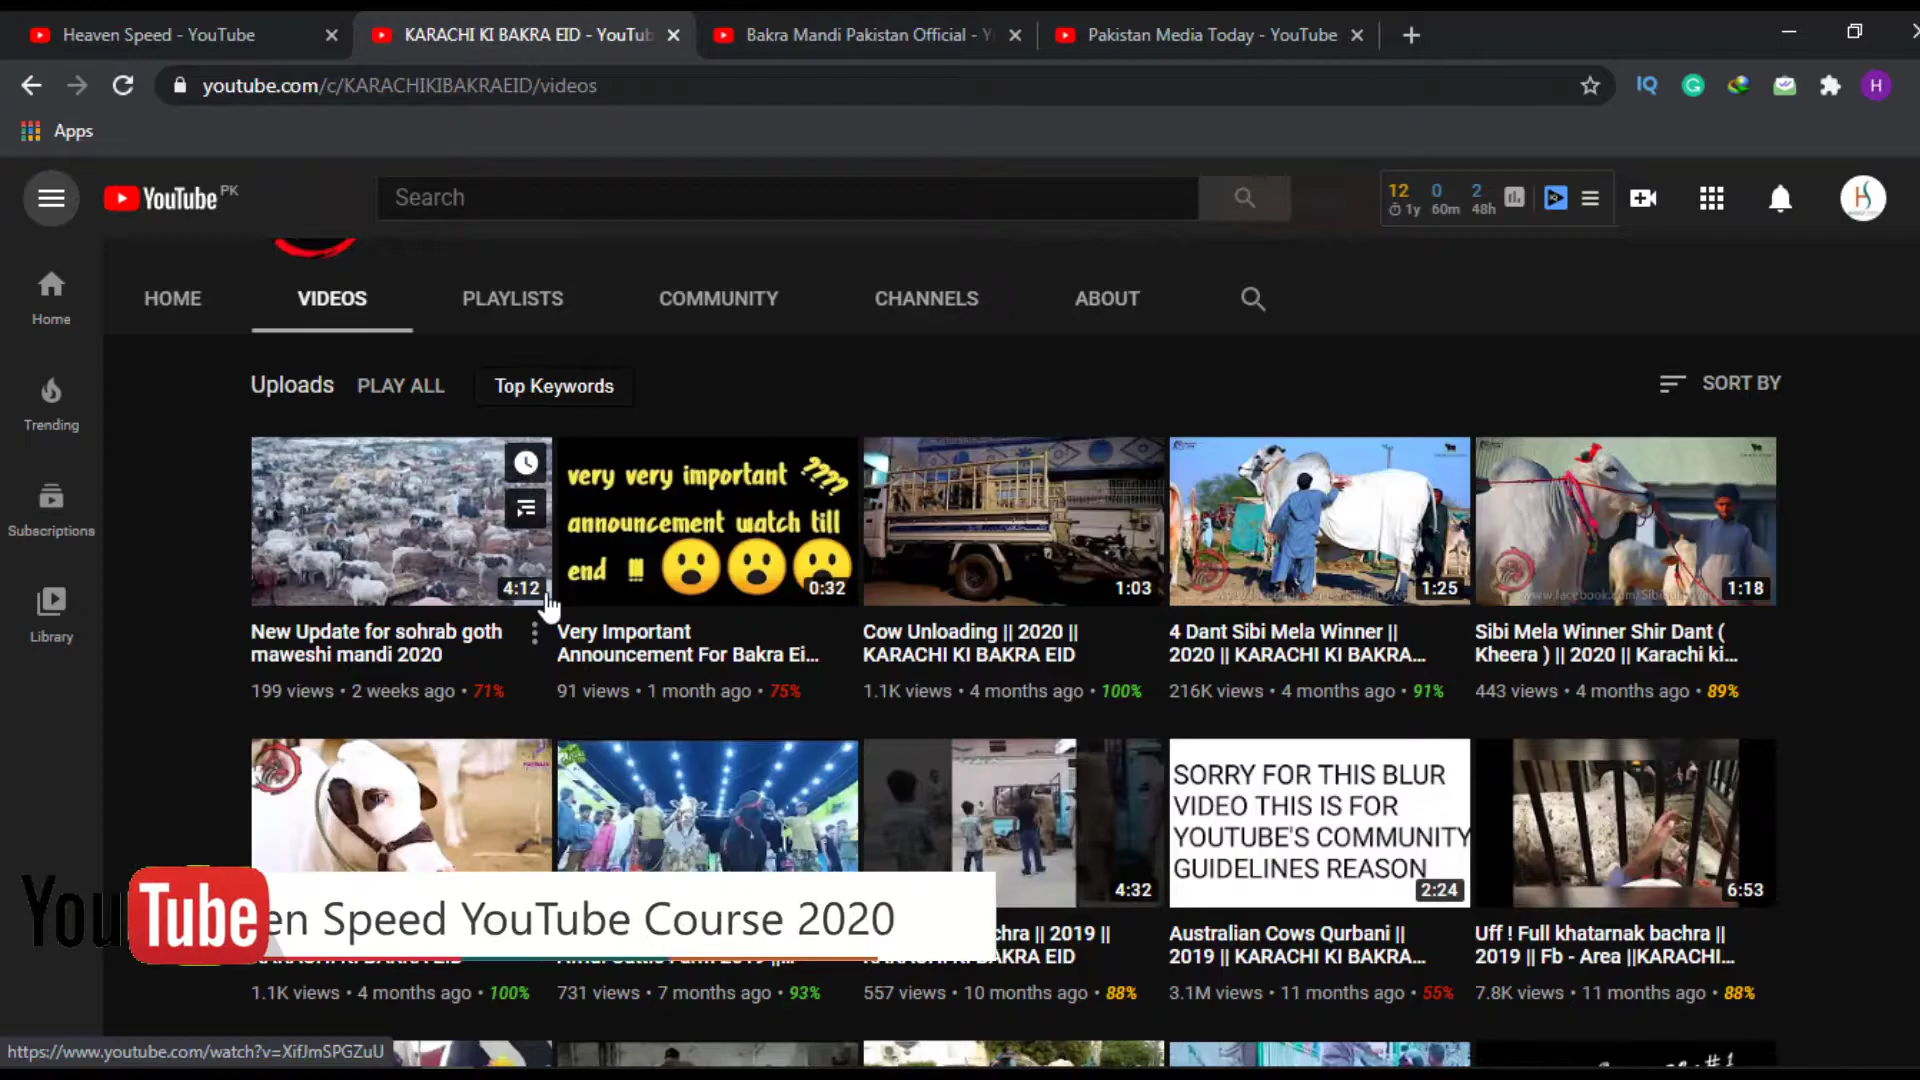 Heaven Speed - YouTube
KARACHI KI BAKRA EID - YouTub
Bakra Mandi Pakistan Official - Y
Pakistan Media Today - YouTube
youtube.com/c/KARACHIKIBAKRAEID/videos
IQ
G
H
Apps
YouTube PK
Search
12 0 2
1y 60m 48h
HOME
VIDEOS
PLAYLISTS
COMMUNITY
CHANNELS
ABOUT
Home
Trending
Subscriptions
Library
Uploads
PLAY ALL
Top Keywords
SORT BY
4:12
very very important ????
announcement watch till
end !!!
0:32
1:03
1:25
1:18
New Update for sohrab goth
maweshi mandi 2020
199 views • 2 weeks ago • 71%
Very Important
Announcement For Bakra Ei...
91 views • 1 month ago • 75%
Cow Unloading || 2020 ||
KARACHI KI BAKRA EID
1.1K views • 4 months ago • 100%
4 Dant Sibi Mela Winner ||
2020 || KARACHI KI BAKRA...
216K views • 4 months ago • 91%
Sibi Mela Winner Shir Dant (
Kheera ) || 2020 || Karachi ki...
443 views • 4 months ago • 89%
4:32
SORRY FOR THIS BLUR
VIDEO THIS IS FOR
YOUTUBE'S COMMUNITY
GUIDELINES REASON
2:24
6:53
YouTube
en Speed YouTube Course 2020
1.1K views • 4 months ago • 100%
731 views • 7 months ago • 93%
chra || 2019 ||
KARACHI KI BAKRA EID
557 views • 10 months ago • 88%
Australian Cows Qurbani ||
2019 || KARACHI KI BAKRA...
3.1M views • 11 months ago • 55%
Uff ! Full khatarnak bachra ||
2019 || Fb - Area ||KARACHI...
7.8K views • 11 months ago • 88%
https://www.youtube.com/watch?v=XifJmSPGZuU